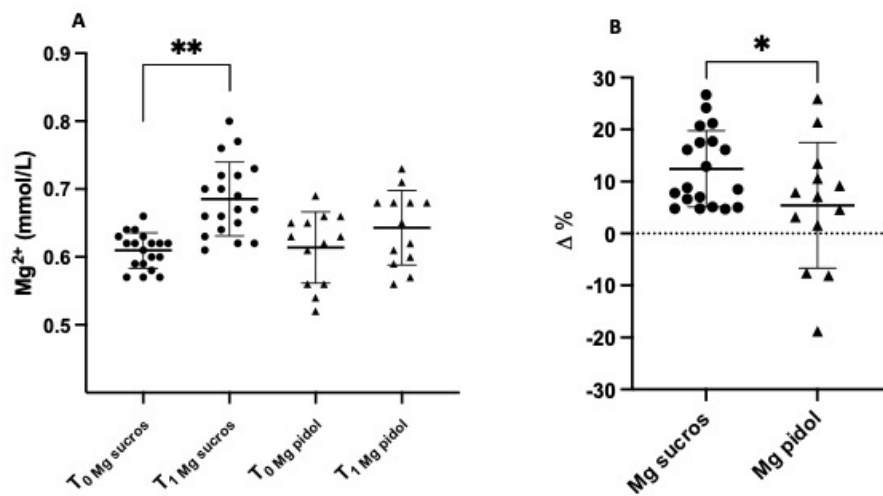 A
**
0.9
0.8
0.7
0.6
0.5
Mg2+ (mmol/L)
T0 Mg sucros
T1 Mg sucros
T0 Mg pidol
T1 Mg pidol
B
*
30
20
10
0
-10
-20
-30
Δ %
Mg sucros
Mg pidol